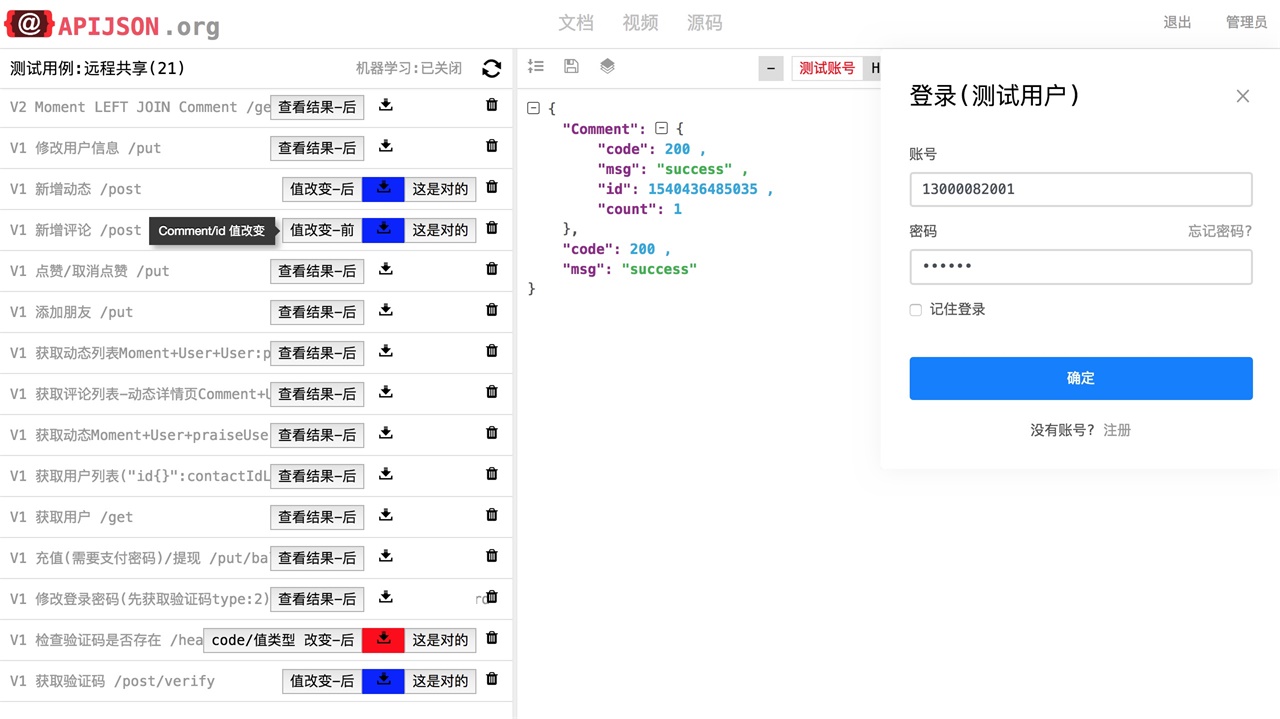 @ APIJSON.org
文档 视频 源码
退出 管理员
测试用例:远程共享(21) 机器学习:已关闭
V2 Moment LEFT JOIN Comment /ge 查看结果-后
V1 修改用户信息 /put 查看结果-后
V1 新增动态 /post 值改变-后 这是对的
V1 新增评论 /post Comment/id 值改变 值改变-前 这是对的
V1 点赞/取消点赞 /put 查看结果-后
V1 添加朋友 /put 查看结果-后
V1 获取动态列表Moment+User+User:p 查看结果-后
V1 获取评论列表-动态详情页Comment+U 查看结果-后
V1 获取动态Moment+User+praiseUse 查看结果-后
V1 获取用户列表("id{}":contactIdL 查看结果-后
V1 获取用户 /get 查看结果-后
V1 充值(需要支付密码)/提现 /put/ba 查看结果-后
V1 修改登录密码(先获取验证码type:2) 查看结果-后 rd
V1 检查验证码是否存在 /hea code/值类型 改变-后 这是对的
V1 获取验证码 /post/verify 值改变-后 这是对的
- 测试账号 H
{
"Comment": {
"code": 200 ,
"msg": "success" ,
"id": 1540436485035 ,
"count": 1
},
"code": 200 ,
"msg": "success"
}
登录(测试用户)
账号
13000082001
密码 忘记密码?
••••••
记住登录
确定
没有账号? 注册